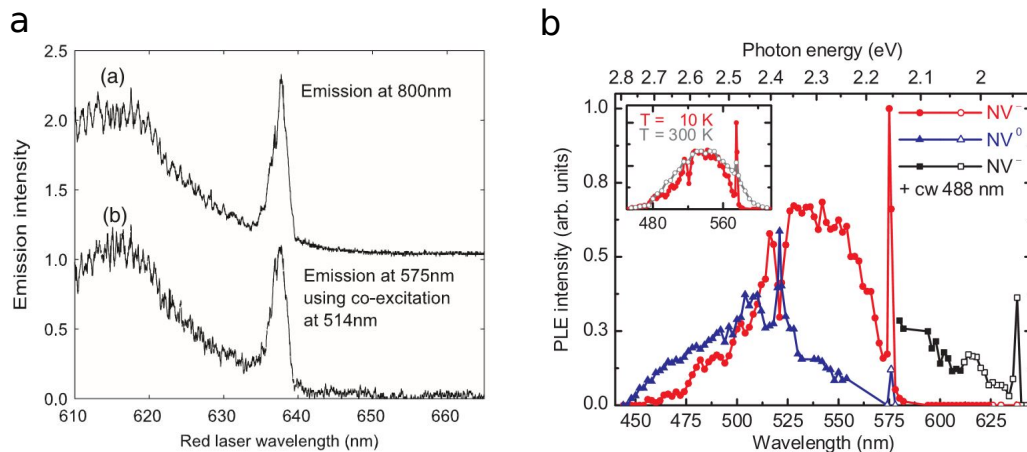 a
2.5
2.0
1.5
1.0
0.5
0.0
Emission intensity
(a)
Emission at 800nm
(b)
Emission at 575nm
using co-excitation
at 514nm
610 620 630 640 650 660
Red laser wavelength (nm)
b
Photon energy (eV)
2.8 2.7 2.6 2.5 2.4 2.3 2.2 2.1 2
1.0
0.8
0.5
0.3
0.0
PLE intensity (arb. units)
T = 10 K
T = 300 K
480 560
NV⁻
NV⁰
NV⁻
+ cw 488 nm
450 475 500 525 550 575 600 625
Wavelength (nm)